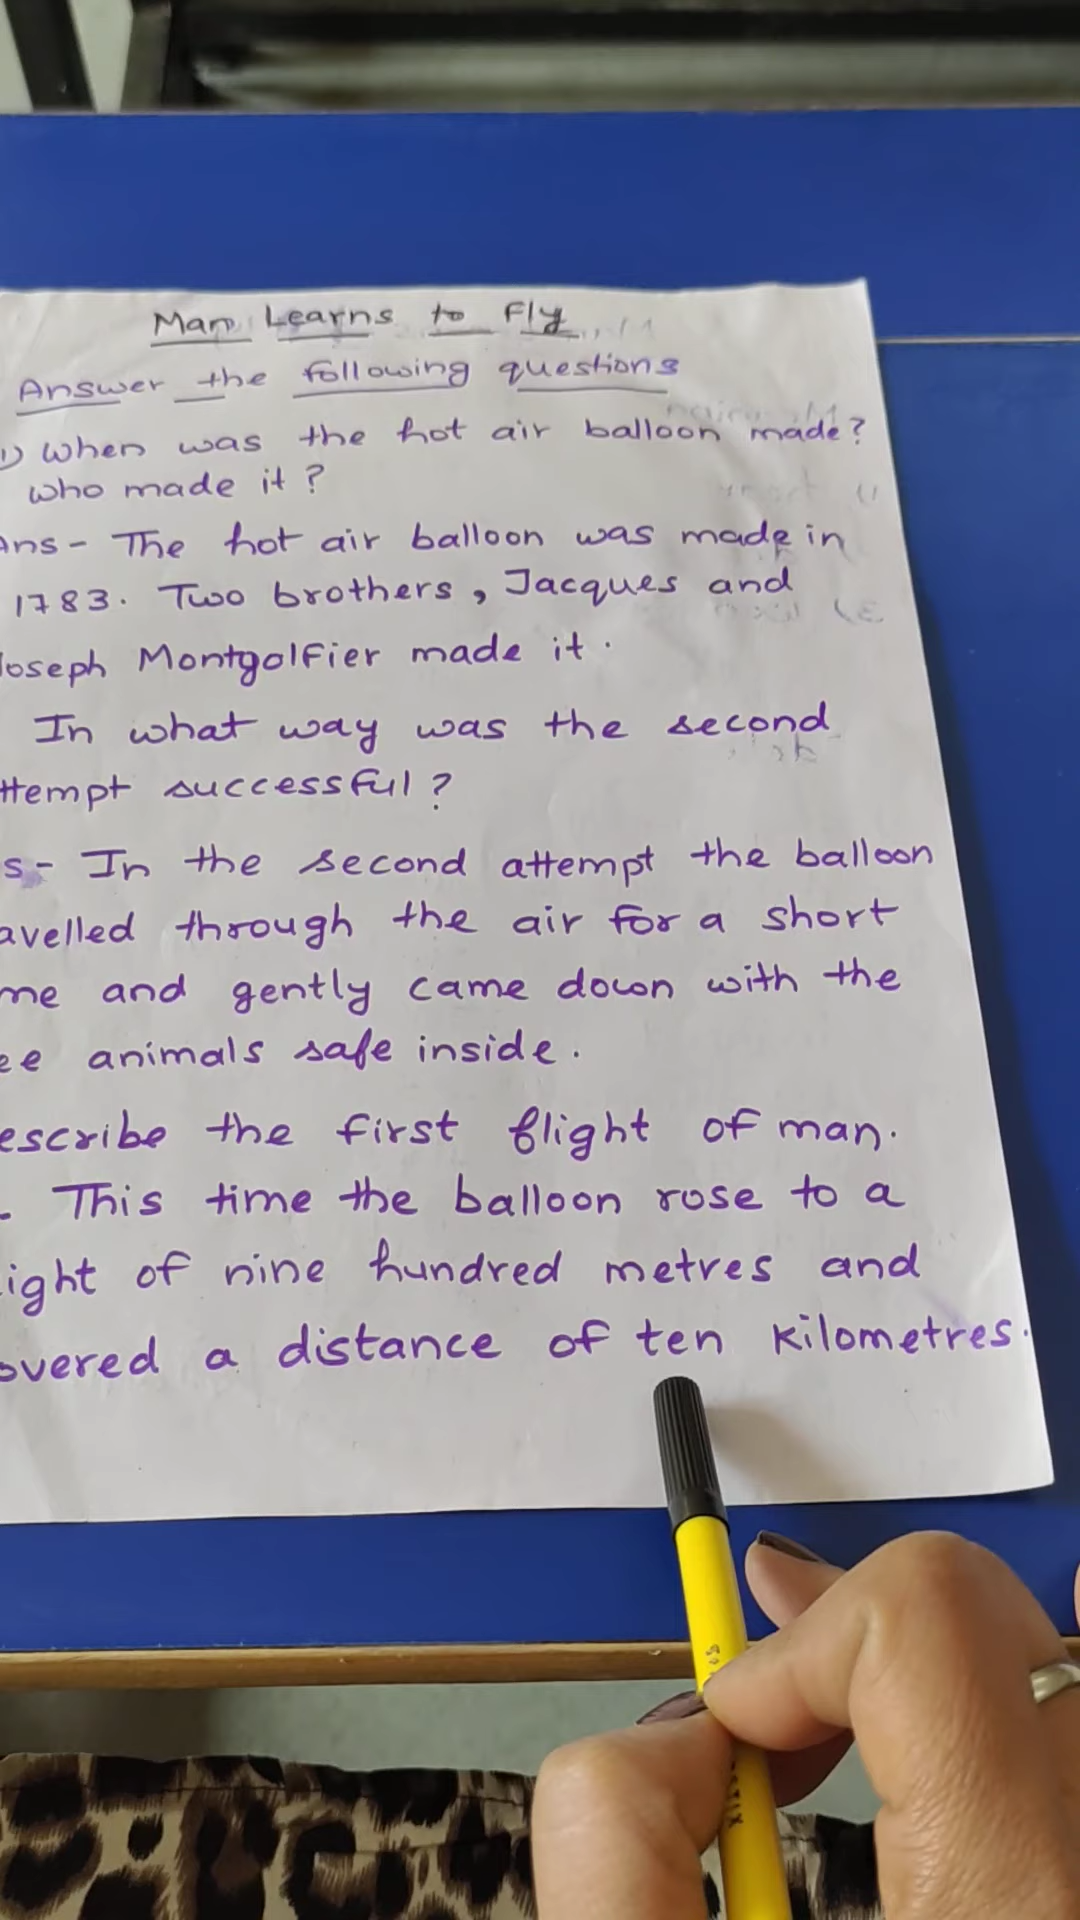 Man Learns to Fly
Answer the following questions
1) When was the hot air balloon made?
who made it?
Ans - The hot air balloon was made in
1783. Two brothers, Jacques and
Joseph Montgolfier made it.
In what way was the second
ttempt successful?
s - In the second attempt the balloon
avelled through the air for a short
me and gently came down with the
ee animals safe inside.
escribe the first flight of man.
. This time the balloon rose to a
ight of nine hundred metres and
overed a distance of ten kilometres.